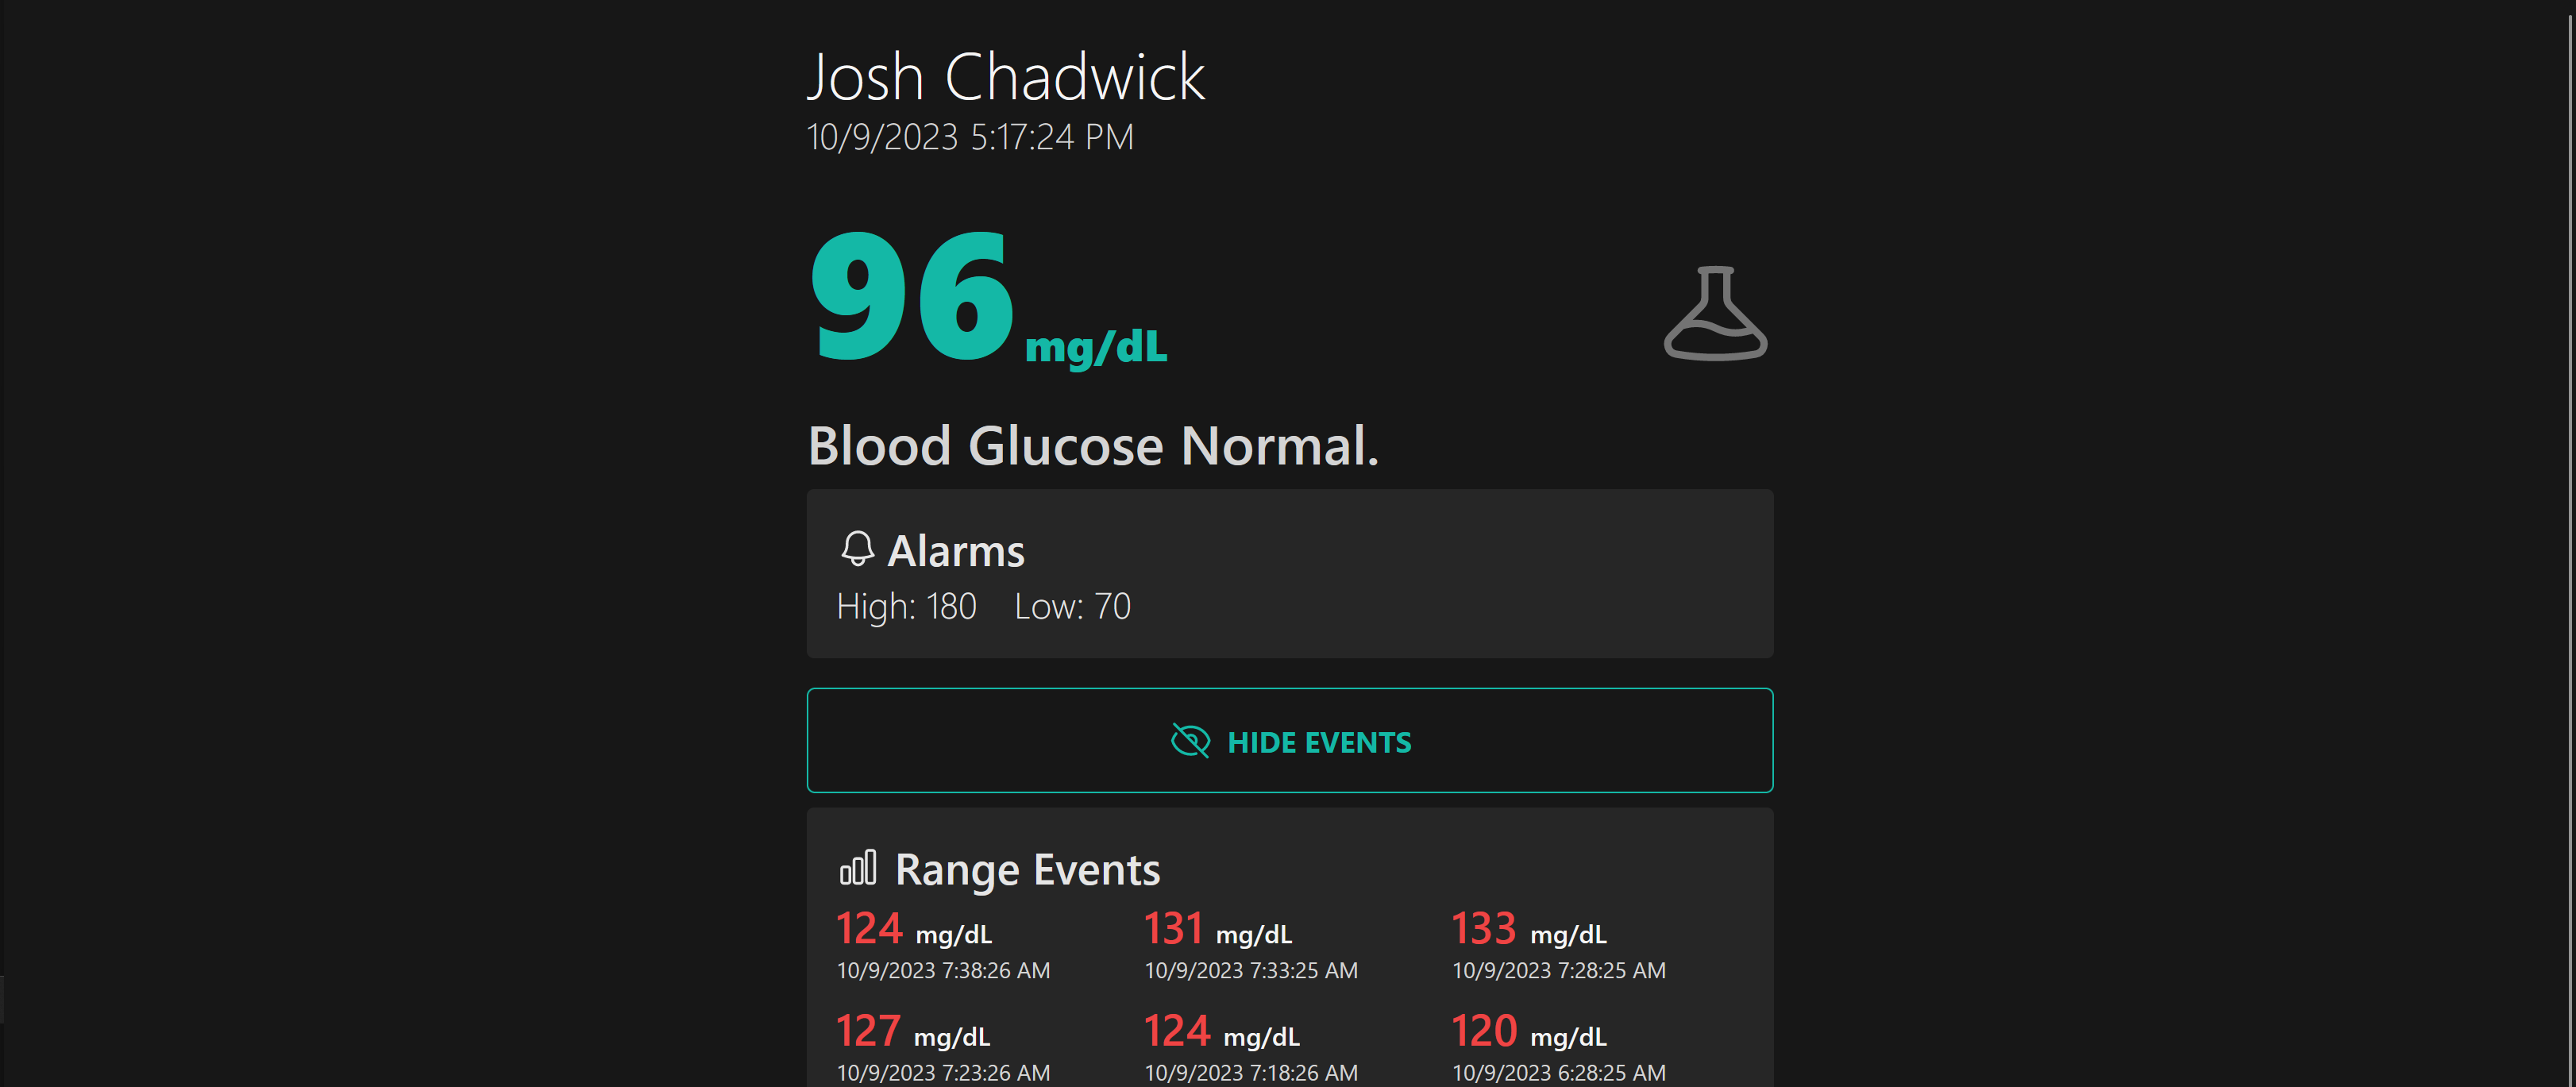 Josh Chadwick
10/9/2023 5:17:24 PM
96 mg/dL
Blood Glucose Normal.
Alarms
High: 180 Low: 70
HIDE EVENTS
Range Events
124 mg/dL 131 mg/dL 133 mg/dL
10/9/2023 7:38:26 AM 10/9/2023 7:33:25 AM 10/9/2023 7:28:25 AM
127 mg/dL 124 mg/dL 120 mg/dL
10/9/2023 7:23:26 AM 10/9/2023 7:18:26 AM 10/9/2023 6:28:25 AM